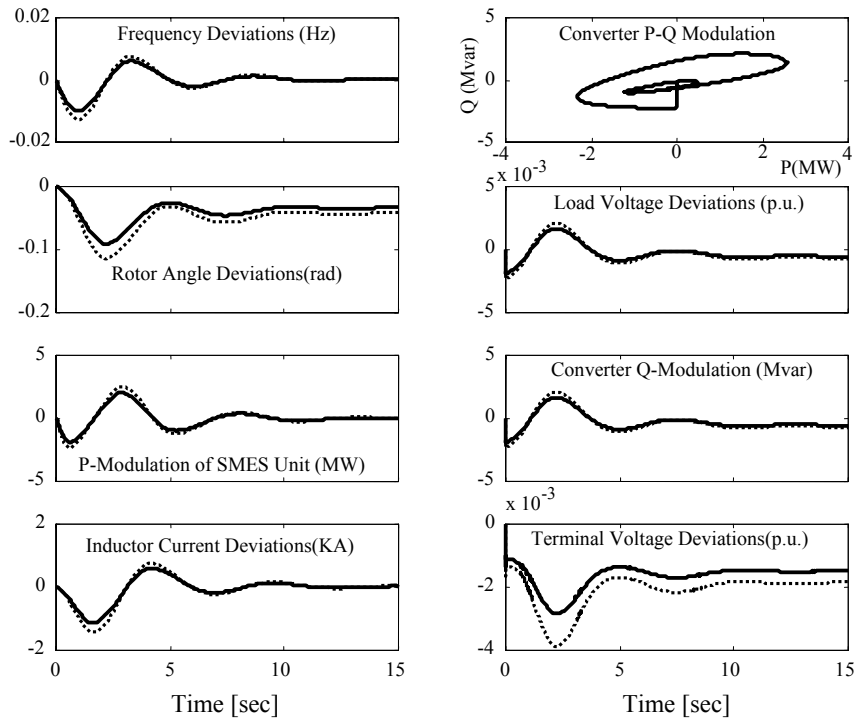 0.02
Frequency Deviations (Hz)
0
-0.02
5
Converter P-Q Modulation
Q (Mvar)
0
-5
-4
-2
0
2
4
P(MW)
0
-0.1
Rotor Angle Deviations(rad)
-0.2
x 10-3
5
Load Voltage Deviations (p.u.)
0
-5
5
0
P-Modulation of SMES Unit (MW)
-5
5
Converter Q-Modulation (Mvar)
0
-5
2
Inductor Current Deviations(KA)
0
-2
0
5
10
15
Time [sec]
x 10-3
0
Terminal Voltage Deviations(p.u.)
-2
-4
0
5
10
15
Time [sec]